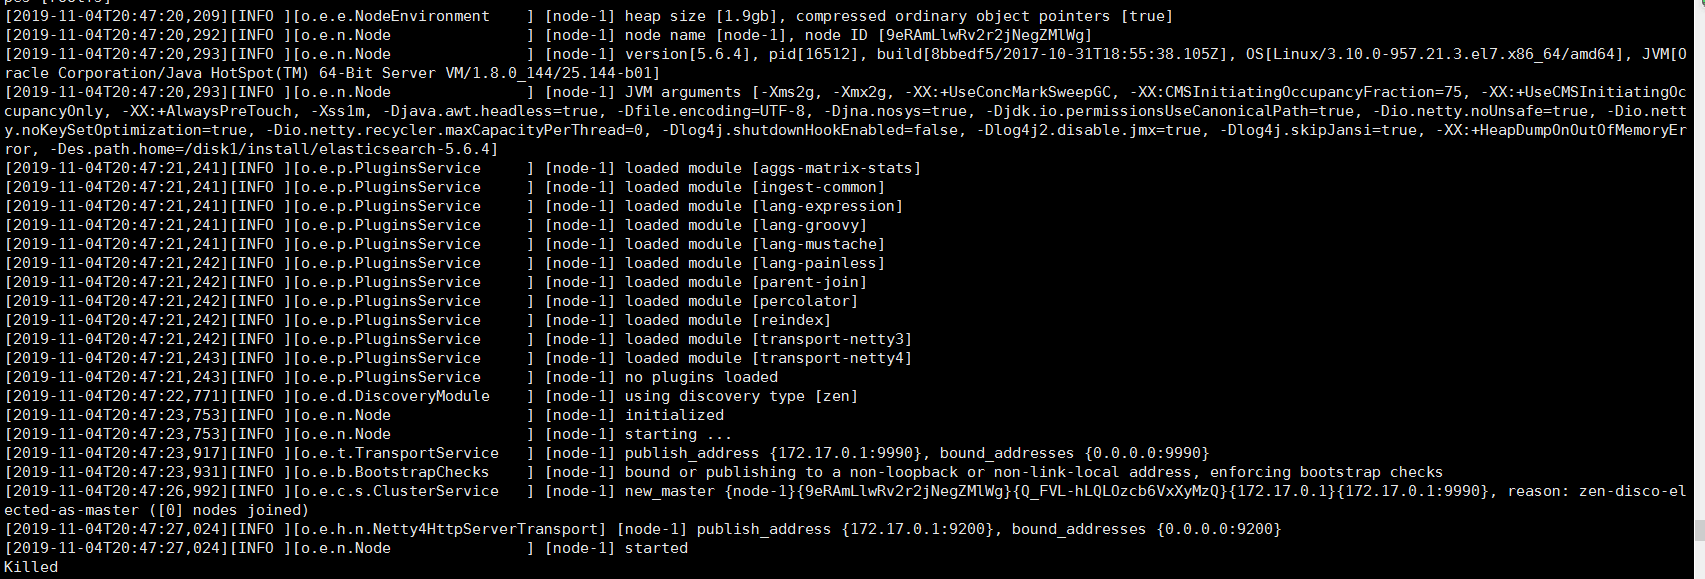 [2019-11-04T20:47:20,209][INFO ][o.e.e.NodeEnvironment    ] [node-1] heap size [1.9gb], compressed ordinary object pointers [true]
[2019-11-04T20:47:20,292][INFO ][o.e.n.Node               ] [node-1] node name [node-1], node ID [9eRAmLlwRv2r2jNegZMlWg]
[2019-11-04T20:47:20,293][INFO ][o.e.n.Node               ] [node-1] version[5.6.4], pid[16512], build[8bbedf5/2017-10-31T18:55:38.105Z], OS[Linux/3.10.0-957.21.3.el7.x86_64/amd64], JVM[O
racle Corporation/Java HotSpot(TM) 64-Bit Server VM/1.8.0_144/25.144-b01]
[2019-11-04T20:47:20,293][INFO ][o.e.n.Node               ] [node-1] JVM arguments [-Xms2g, -Xmx2g, -XX:+UseConcMarkSweepGC, -XX:CMSInitiatingOccupancyFraction=75, -XX:+UseCMSInitiatingOc
cupancyOnly, -XX:+AlwaysPreTouch, -Xss1m, -Djava.awt.headless=true, -Dfile.encoding=UTF-8, -Djna.nosys=true, -Djdk.io.permissionsUseCanonicalPath=true, -Dio.netty.noUnsafe=true, -Dio.nett
y.noKeySetOptimization=true, -Dio.netty.recycler.maxCapacityPerThread=0, -Dlog4j.shutdownHookEnabled=false, -Dlog4j2.disable.jmx=true, -Dlog4j.skipJansi=true, -XX:+HeapDumpOnOutOfMemoryEr
ror, -Des.path.home=/disk1/install/elasticsearch-5.6.4]
[2019-11-04T20:47:21,241][INFO ][o.e.p.PluginsService     ] [node-1] loaded module [aggs-matrix-stats]
[2019-11-04T20:47:21,241][INFO ][o.e.p.PluginsService     ] [node-1] loaded module [ingest-common]
[2019-11-04T20:47:21,241][INFO ][o.e.p.PluginsService     ] [node-1] loaded module [lang-expression]
[2019-11-04T20:47:21,241][INFO ][o.e.p.PluginsService     ] [node-1] loaded module [lang-groovy]
[2019-11-04T20:47:21,241][INFO ][o.e.p.PluginsService     ] [node-1] loaded module [lang-mustache]
[2019-11-04T20:47:21,242][INFO ][o.e.p.PluginsService     ] [node-1] loaded module [lang-painless]
[2019-11-04T20:47:21,242][INFO ][o.e.p.PluginsService     ] [node-1] loaded module [parent-join]
[2019-11-04T20:47:21,242][INFO ][o.e.p.PluginsService     ] [node-1] loaded module [percolator]
[2019-11-04T20:47:21,242][INFO ][o.e.p.PluginsService     ] [node-1] loaded module [reindex]
[2019-11-04T20:47:21,242][INFO ][o.e.p.PluginsService     ] [node-1] loaded module [transport-netty3]
[2019-11-04T20:47:21,243][INFO ][o.e.p.PluginsService     ] [node-1] loaded module [transport-netty4]
[2019-11-04T20:47:21,243][INFO ][o.e.p.PluginsService     ] [node-1] no plugins loaded
[2019-11-04T20:47:22,771][INFO ][o.e.d.DiscoveryModule    ] [node-1] using discovery type [zen]
[2019-11-04T20:47:23,753][INFO ][o.e.n.Node               ] [node-1] initialized
[2019-11-04T20:47:23,753][INFO ][o.e.n.Node               ] [node-1] starting ...
[2019-11-04T20:47:23,917][INFO ][o.e.t.TransportService   ] [node-1] publish_address {172.17.0.1:9990}, bound_addresses {0.0.0.0:9990}
[2019-11-04T20:47:23,931][INFO ][o.e.b.BootstrapChecks    ] [node-1] bound or publishing to a non-loopback or non-link-local address, enforcing bootstrap checks
[2019-11-04T20:47:26,992][INFO ][o.e.c.s.ClusterService   ] [node-1] new_master {node-1}{9eRAmLlwRv2r2jNegZMlWg}{Q_FVL-hLQLOzcb6VxXyMzQ}{172.17.0.1}{172.17.0.1:9990}, reason: zen-disco-el
ected-as-master ([0] nodes joined)
[2019-11-04T20:47:27,024][INFO ][o.e.h.n.Netty4HttpServerTransport] [node-1] publish_address {172.17.0.1:9200}, bound_addresses {0.0.0.0:9200}
[2019-11-04T20:47:27,024][INFO ][o.e.n.Node               ] [node-1] started
Killed